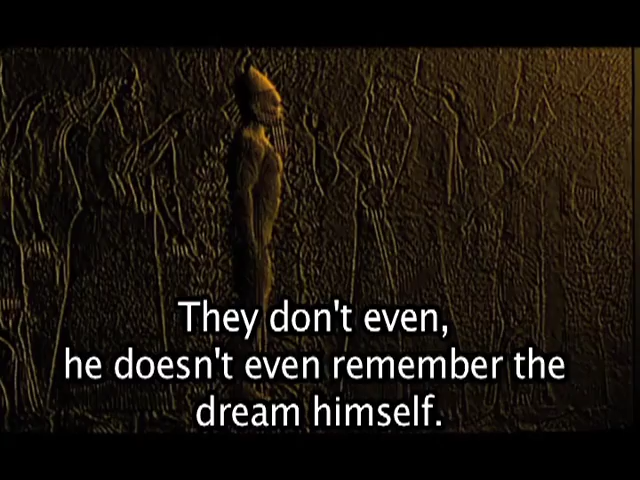 They don't even,
he doesn't even remember the
dream himself.